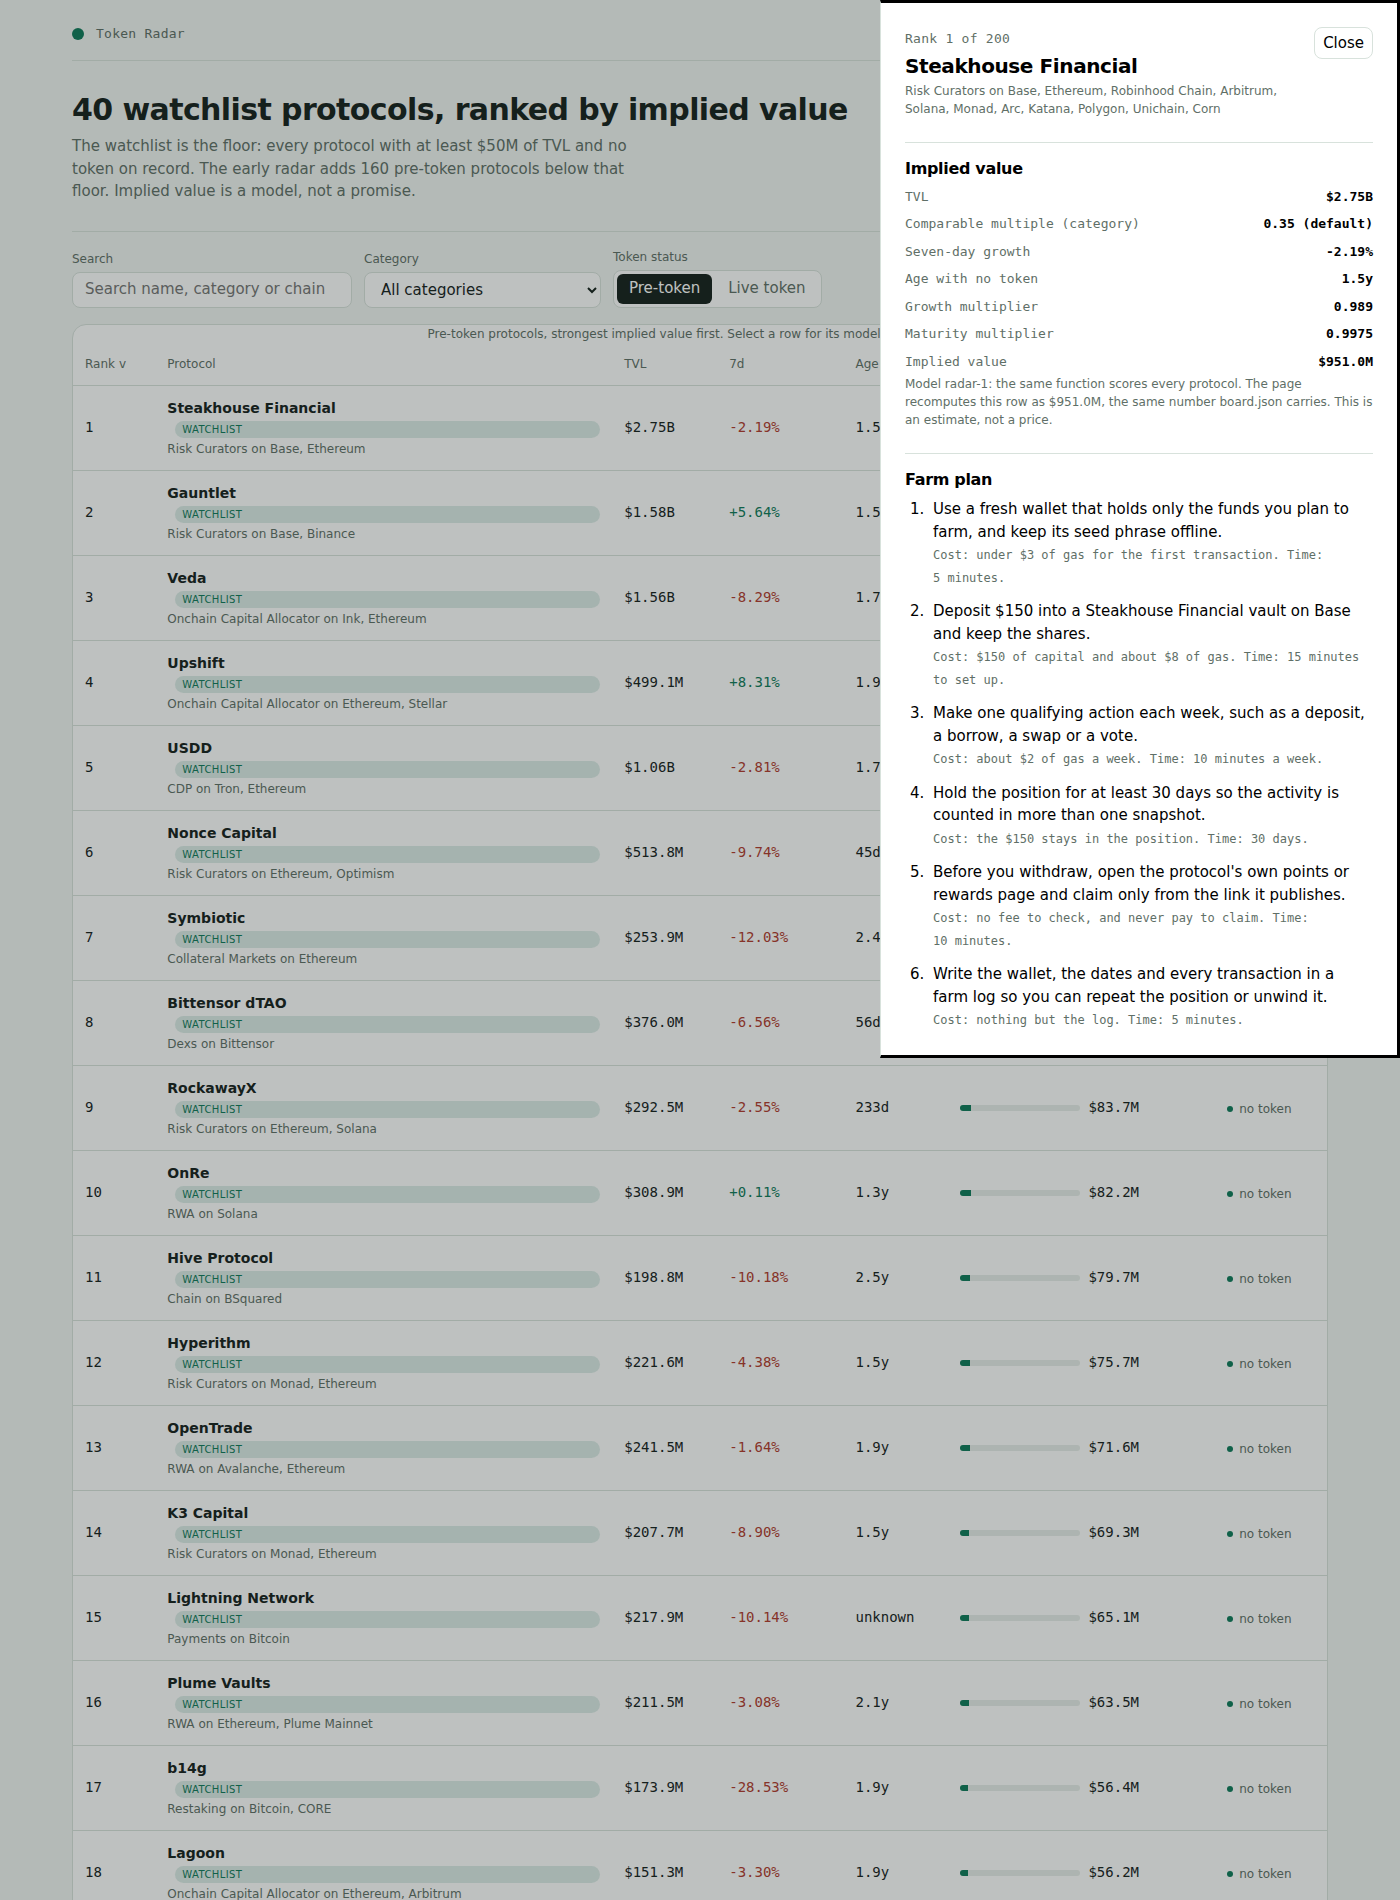 Token Radar
40 watchlist protocols, ranked by implied value
The watchlist is the floor: every protocol with at least $50M of TVL and no
token on record. The early radar adds 160 pre-token protocols below that
floor. Implied value is a model, not a promise.
Search
Category
Token status
Search name, category or chain
All categories
Pre-token
Live token
Pre-token protocols, strongest implied value first. Select a row for its model
Rank v
Protocol
TVL
7d
Age
1
Steakhouse Financial
WATCHLIST
Risk Curators on Base, Ethereum
$2.75B
-2.19%
1.5
2
Gauntlet
WATCHLIST
Risk Curators on Base, Binance
$1.58B
+5.64%
1.5
3
Veda
WATCHLIST
Onchain Capital Allocator on Ink, Ethereum
$1.56B
-8.29%
1.7
4
Upshift
WATCHLIST
Onchain Capital Allocator on Ethereum, Stellar
$499.1M
+8.31%
1.9
5
USDD
WATCHLIST
CDP on Tron, Ethereum
$1.06B
-2.81%
1.7
6
Nonce Capital
WATCHLIST
Risk Curators on Ethereum, Optimism
$513.8M
-9.74%
45d
7
Symbiotic
WATCHLIST
Collateral Markets on Ethereum
$253.9M
-12.03%
2.4
8
Bittensor dTAO
WATCHLIST
Dexs on Bittensor
$376.0M
-6.56%
56d
9
RockawayX
WATCHLIST
Risk Curators on Ethereum, Solana
$292.5M
-2.55%
233d
$83.7M
no token
10
OnRe
WATCHLIST
RWA on Solana
$308.9M
+0.11%
1.3y
$82.2M
no token
11
Hive Protocol
WATCHLIST
Chain on BSquared
$198.8M
-10.18%
2.5y
$79.7M
no token
12
Hyperithm
WATCHLIST
Risk Curators on Monad, Ethereum
$221.6M
-4.38%
1.5y
$75.7M
no token
13
OpenTrade
WATCHLIST
RWA on Avalanche, Ethereum
$241.5M
-1.64%
1.9y
$71.6M
no token
14
K3 Capital
WATCHLIST
Risk Curators on Monad, Ethereum
$207.7M
-8.90%
1.5y
$69.3M
no token
15
Lightning Network
WATCHLIST
Payments on Bitcoin
$217.9M
-10.14%
unknown
$65.1M
no token
16
Plume Vaults
WATCHLIST
RWA on Ethereum, Plume Mainnet
$211.5M
-3.08%
2.1y
$63.5M
no token
17
b14g
WATCHLIST
Restaking on Bitcoin, CORE
$173.9M
-28.53%
1.9y
$56.4M
no token
18
Lagoon
WATCHLIST
Onchain Capital Allocator on Ethereum, Arbitrum
$151.3M
-3.30%
1.9y
$56.2M
no token
Rank 1 of 200
Close
Steakhouse Financial
Risk Curators on Base, Ethereum, Robinhood Chain, Arbitrum,
Solana, Monad, Arc, Katana, Polygon, Unichain, Corn
Implied value
TVL $2.75B
Comparable multiple (category) 0.35 (default)
Seven-day growth -2.19%
Age with no token 1.5y
Growth multiplier 0.989
Maturity multiplier 0.9975
Implied value $951.0M
Model radar-1: the same function scores every protocol. The page
recomputes this row as $951.0M, the same number board.json carries. This is
an estimate, not a price.
Farm plan
1. Use a fresh wallet that holds only the funds you plan to
farm, and keep its seed phrase offline.
Cost: under $3 of gas for the first transaction. Time:
5 minutes.
2. Deposit $150 into a Steakhouse Financial vault on Base
and keep the shares.
Cost: $150 of capital and about $8 of gas. Time: 15 minutes
to set up.
3. Make one qualifying action each week, such as a deposit,
a borrow, a swap or a vote.
Cost: about $2 of gas a week. Time: 10 minutes a week.
4. Hold the position for at least 30 days so the activity is
counted in more than one snapshot.
Cost: the $150 stays in the position. Time: 30 days.
5. Before you withdraw, open the protocol's own points or
rewards page and claim only from the link it publishes.
Cost: no fee to check, and never pay to claim. Time:
10 minutes.
6. Write the wallet, the dates and every transaction in a
farm log so you can repeat the position or unwind it.
Cost: nothing but the log. Time: 5 minutes.